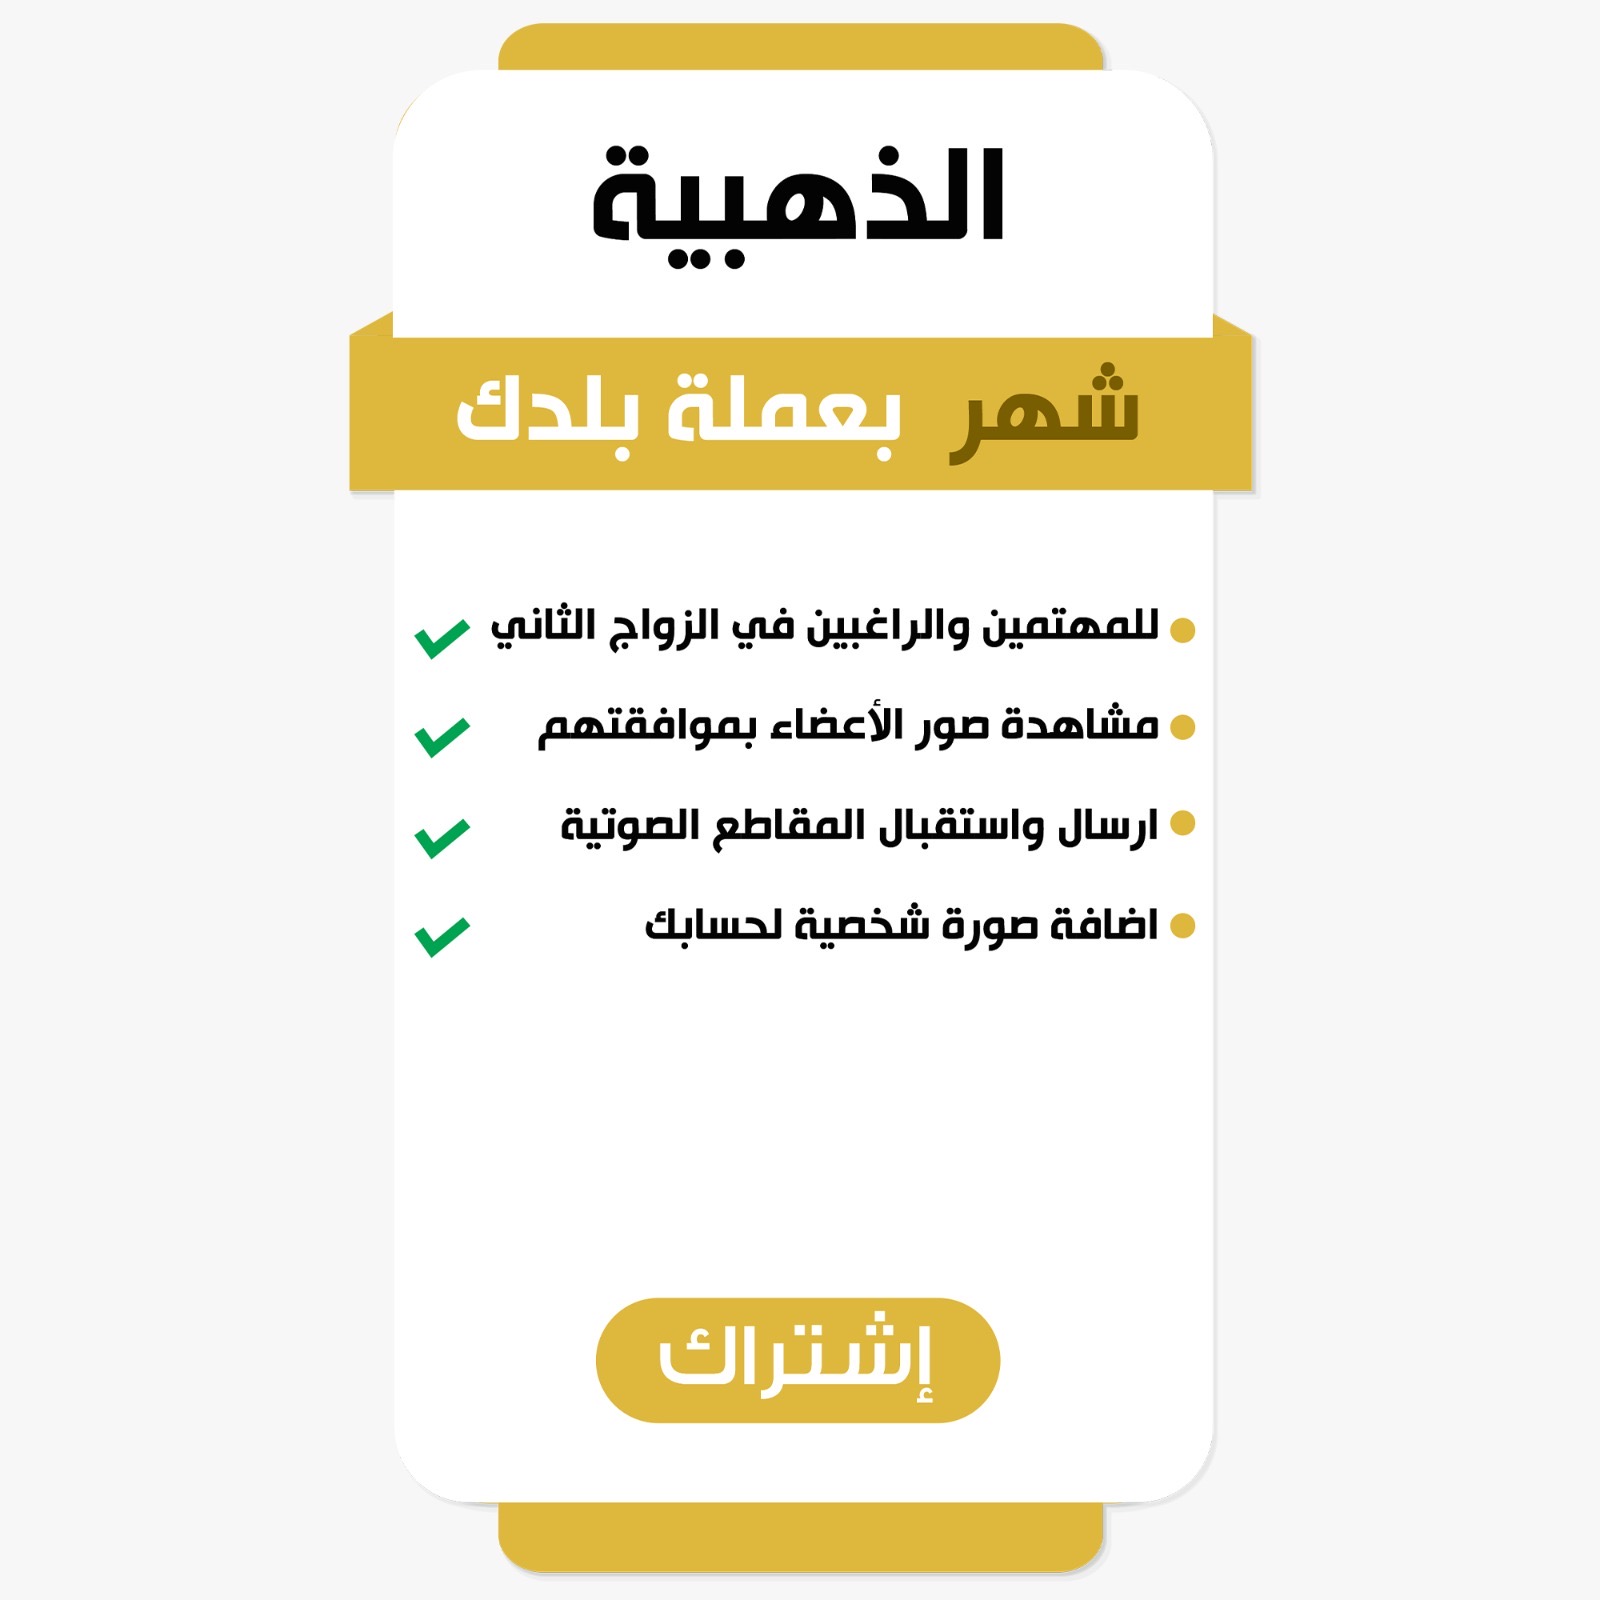 الذهبية
شهر بعملة بلدك
للمهتمين والراغبين في الزواج الثاني
مشاهدة صور الأعضاء بموافقتهم
ارسال واستقبال المقاطع الصوتية
اضافة صورة شخصية لحسابك
إشتراك